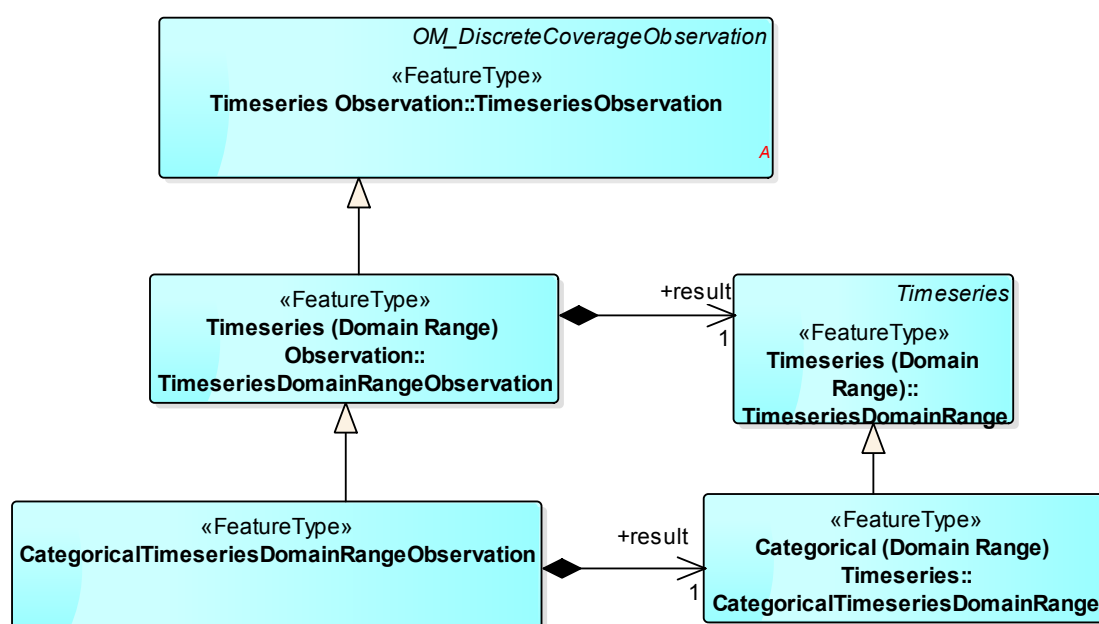 OM_DiscreteCoverageObservation
«FeatureType»
Timeseries Observation::TimeseriesObservation
A
«FeatureType»
Timeseries (Domain Range)
Observation::
TimeseriesDomainRangeObservation
+result
1
Timeseries
«FeatureType»
Timeseries (Domain
Range)::
TimeseriesDomainRange
«FeatureType»
CategoricalTimeseriesDomainRangeObservation
+result
1
«FeatureType»
Categorical (Domain Range)
Timeseries::
CategoricalTimeseriesDomainRange